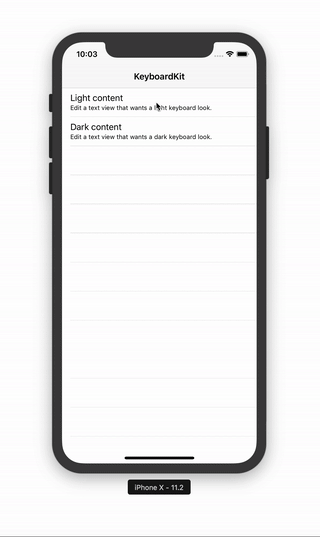 10:03
KeyboardKit
Light content
Edit a text view that wants a light keyboard look.
Dark content
Edit a text view that wants a dark keyboard look.
iPhone X – 11.2